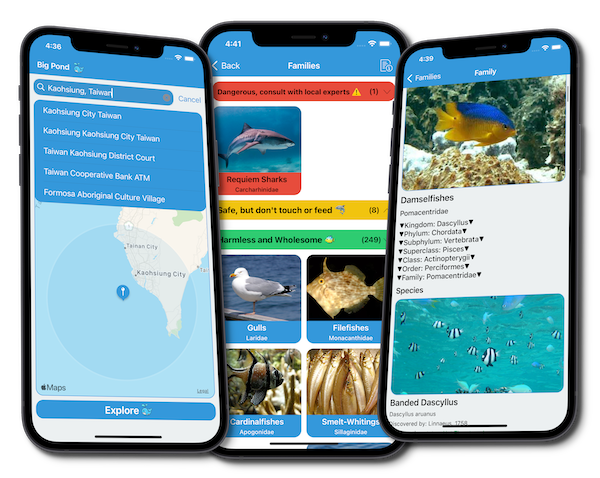 4:36
Big Pond
Kaohsiung, Taiwan
Cancel
Kaohsiung City Taiwan
Kaohsiung Kaohsiung City Taiwan
Taiwan Kaohsiung District Court
Taiwan Cooperative Bank ATM
Formosa Aboriginal Culture Village
Tainan City
Kaohsiung City
Maps
Legal
Explore
4:41
Back
Families
Dangerous, consult with local experts ⚠️ (1)
Requiem Sharks
Carcharhinidae
Safe, but don't touch or feed (8)
Harmless and Wholesome (249)
Gulls
Laridae
Filefishes
Monacanthidae
Cardinalfishes
Apogonidae
Smelt-Whitings
Sillaginidae
4:39
Families
Family
Damselfishes
Pomacentridae
▼Kingdom: Dascyllus▼
▼Phylum: Chordata▼
▼Subphylum: Vertebrata▼
▼Superclass: Pisces▼
▼Class: Actinopterygii▼
▼Order: Perciformes▼
▼Family: Pomacentridae▼
Species
Banded Dascyllus
Dascyllus aruanus
Discovered by: Linnaeus, 1758